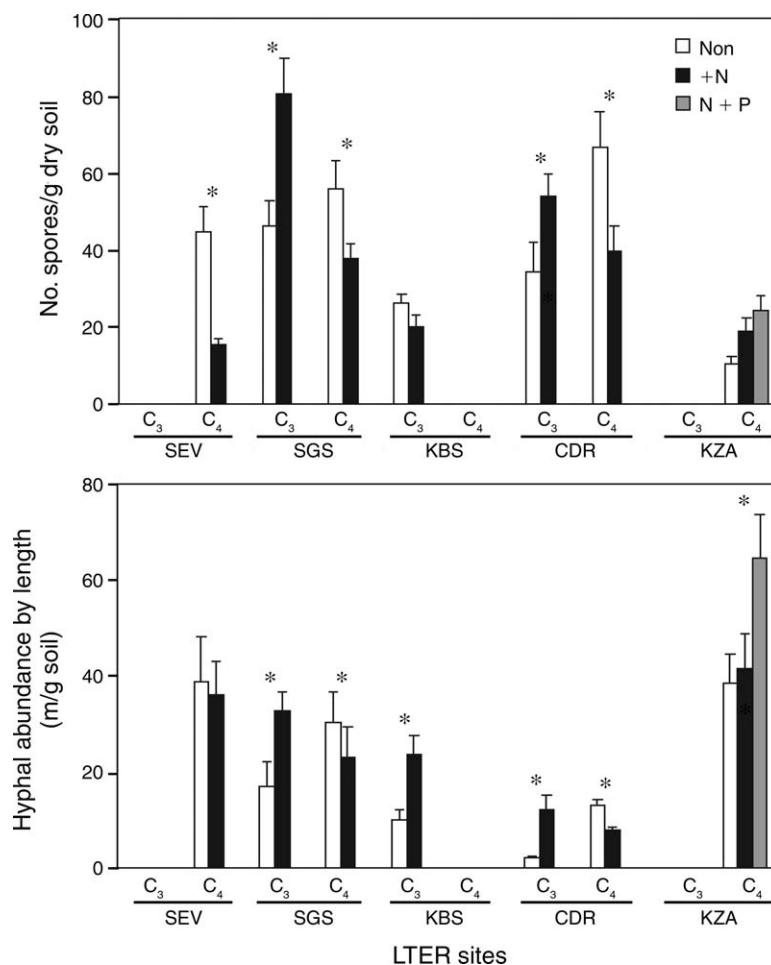 100
80
60
40
20
0
No. spores/g dry soil
Non
+N
N + P
* * * * *
*
C₃ C₄ C₃ C₄ C₃ C₄ C₃ C₄ C₃ C₄
SEV SGS KBS CDR KZA
80
60
40
20
0
Hyphal abundance by length
(m/g soil)
* * * * * *
*
C₃ C₄ C₃ C₄ C₃ C₄ C₃ C₄ C₃ C₄
SEV SGS KBS CDR KZA
LTER sites